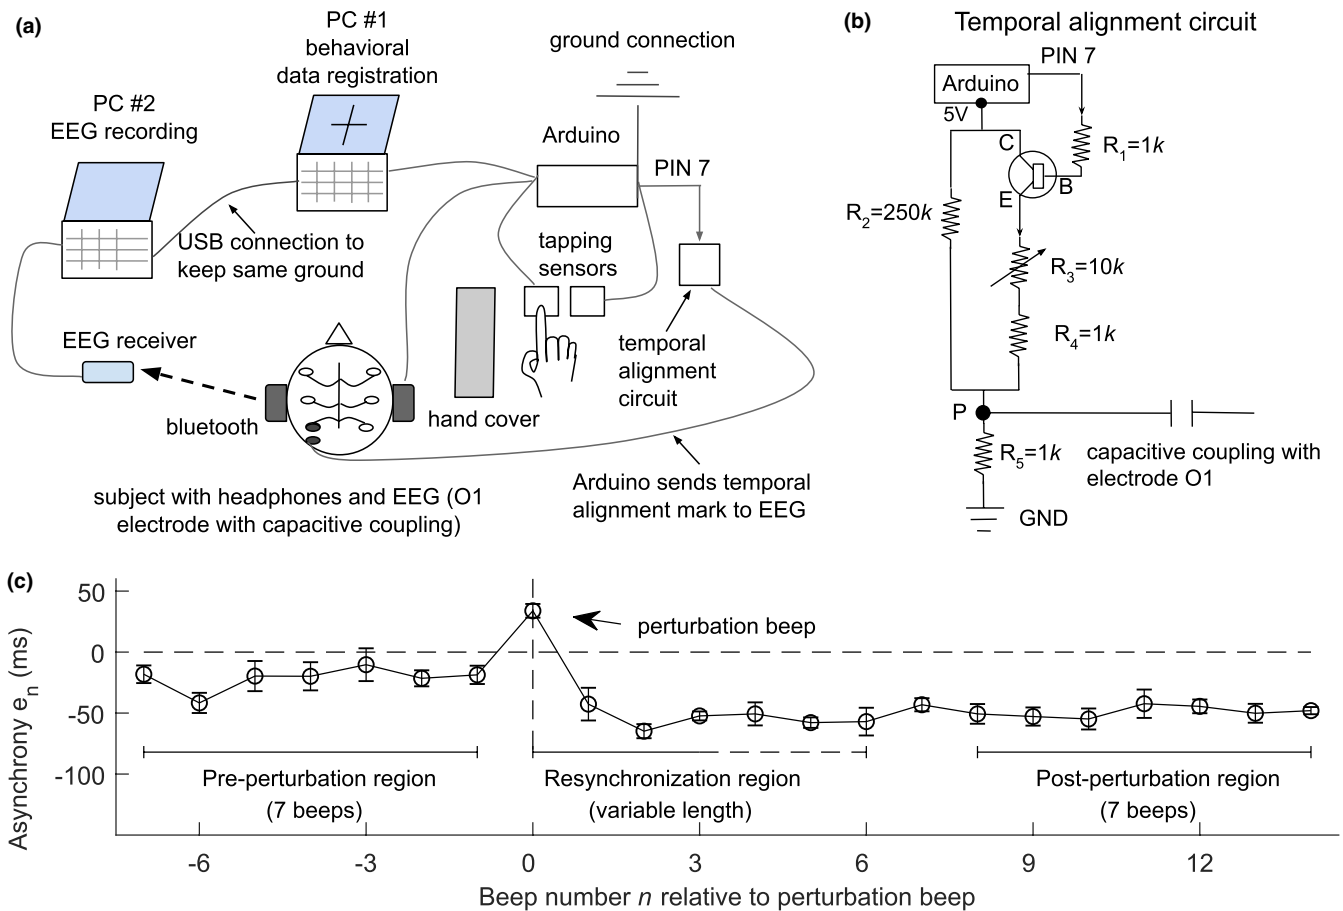 (a)
PC #1
behavioral
data registration
PC #2
EEG recording
ground connection
Arduino
PIN 7
USB connection to
keep same ground
tapping
sensors
EEG receiver
bluetooth
hand cover
temporal
alignment
circuit
subject with headphones and EEG (O1
electrode with capacitive coupling)
Arduino sends temporal
alignment mark to EEG
(b)
Temporal alignment circuit
PIN 7
Arduino
5V
C
R1=1k
B
E
R2=250k
R3=10k
R4=1k
P
R5=1k
capacitive coupling with
electrode O1
GND
(c)
Asynchrony en (ms)
50
0
-50
-100
perturbation beep
Pre-perturbation region
(7 beeps)
Resynchronization region
(variable length)
Post-perturbation region
(7 beeps)
-6 -3 0 3 6 9 12
Beep number n relative to perturbation beep